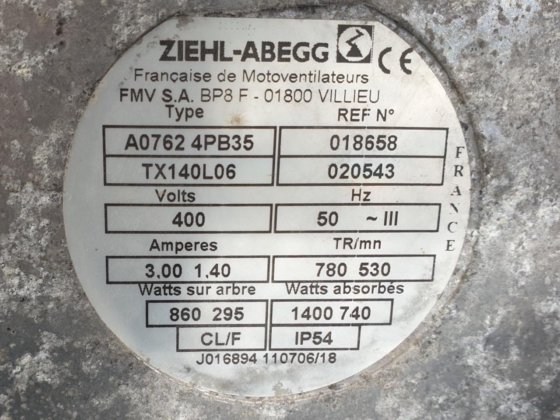 ZIEHL-ABEGG CE
Française de Motoventilateurs
FMV S.A. BP8 F - 01800 VILLIEU
Type REF N°
A0762 4PB35 018658
TX140L06 020543
Volts Hz
400 50 ~ III
Amperes TR/mn
3,00 1,40 780 530
Watts sur arbre Watts absorbés
860 295 1400 740
CL/F IP54
J016894 110706/18
FRANCE